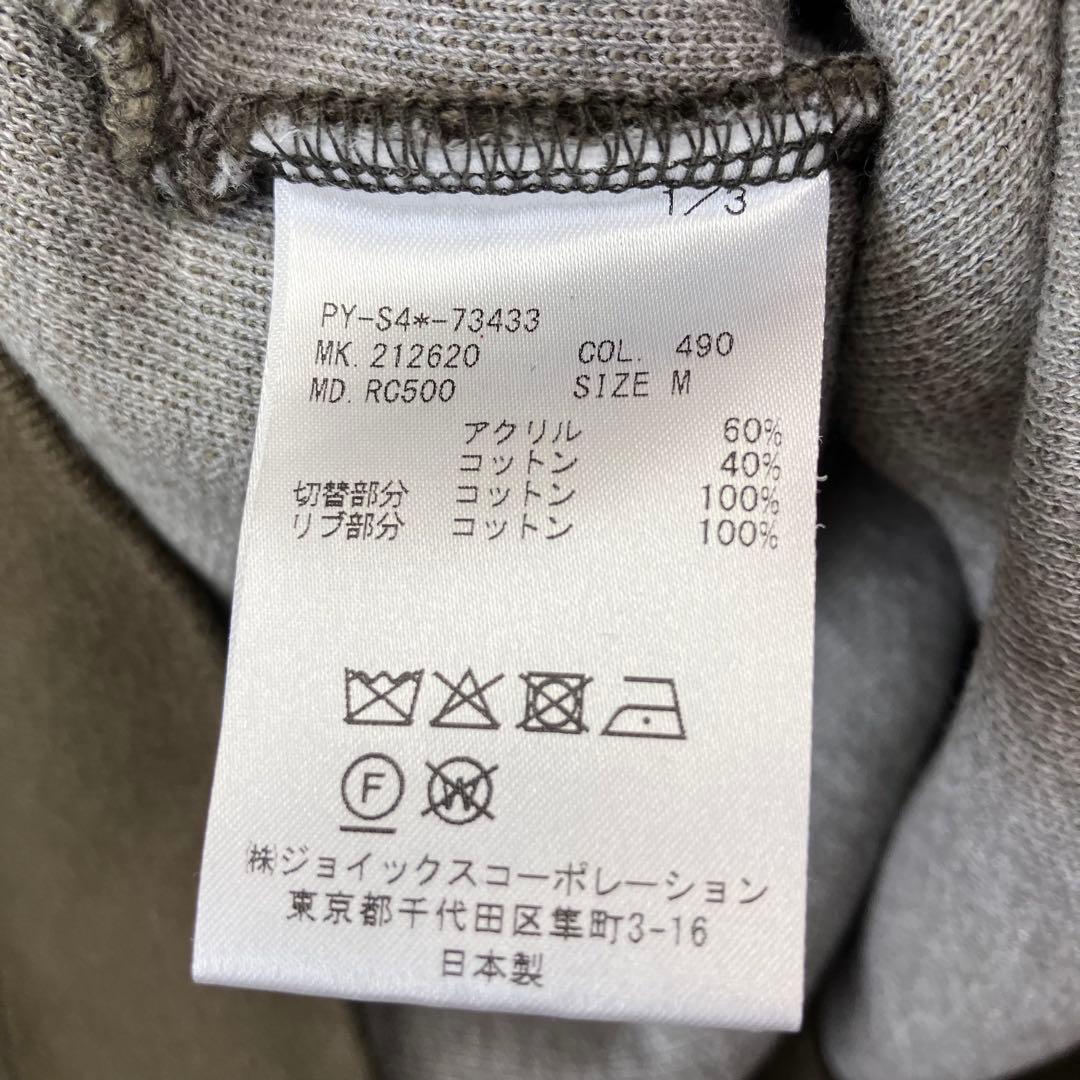 1/3
PY-S4*-73433
MK. 212620 COL. 490
MD. RC500 SIZE M
アクリル 60%
コットン 40%
切替部分 コットン 100%
リブ部分 コットン 100%
F W
㈱ジョイックスコーポレーション
東京都千代田区隼町3-16
日本製